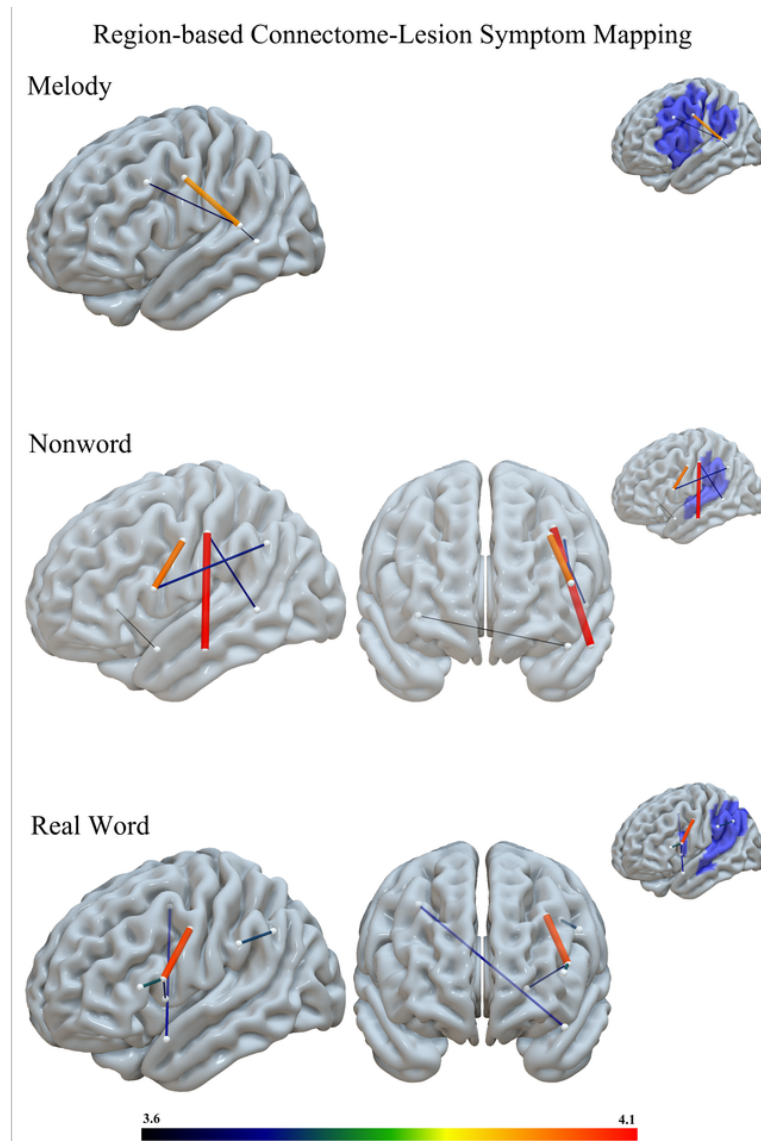 Region-based Connectome-Lesion Symptom Mapping
Melody
Nonword
Real Word
3.6 4.1